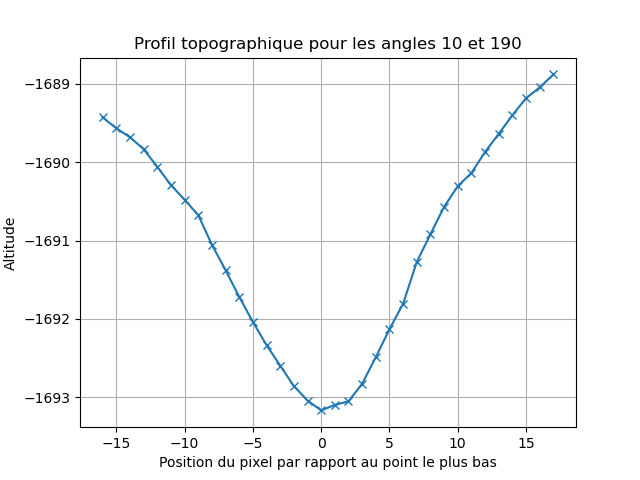 Profil topographique pour les angles 10 et 190
−1689
−1690
−1691
−1692
−1693
Altitude
−15 −10 −5 0 5 10 15
Position du pixel par rapport au point le plus bas